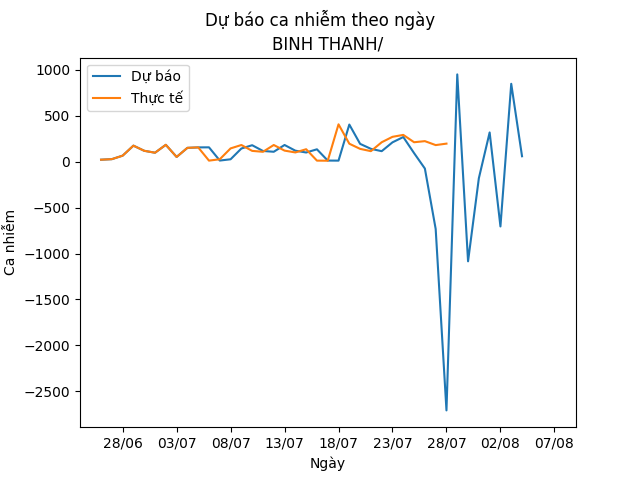 Dự báo ca nhiễm theo ngày
BINH THANH/
Dự báo
Thực tế
Ca nhiễm
1000
500
0
−500
−1000
−1500
−2000
−2500
28/06 03/07 08/07 13/07 18/07 23/07 28/07 02/08 07/08
Ngày